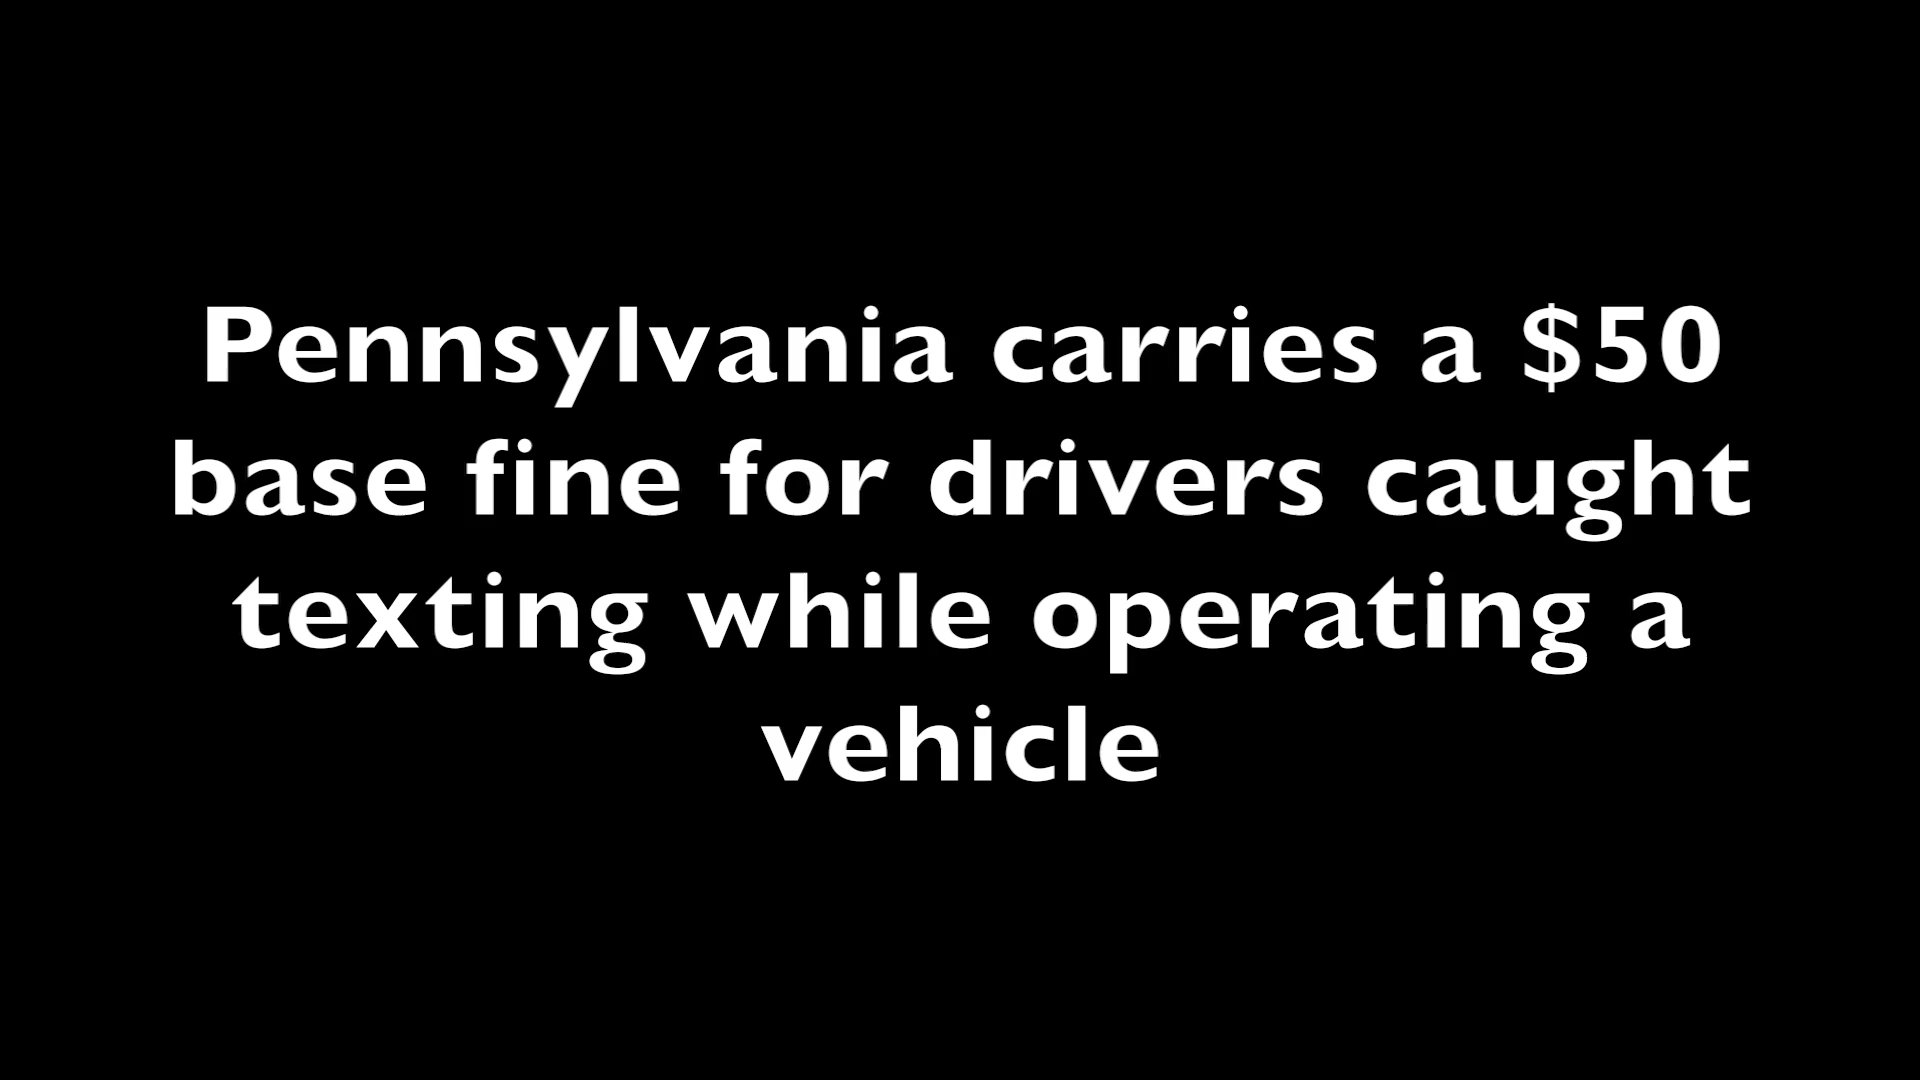 Pennsylvania carries a $50
base fine for drivers caught
texting while operating a
vehicle